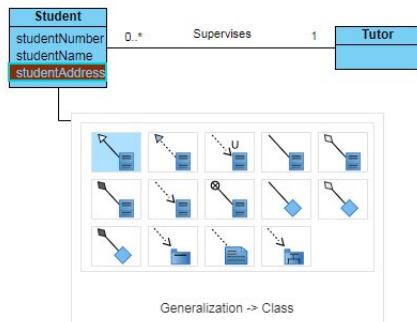 Student
studentNumber
studentName
studentAddress
0..*
Supervises
1
Tutor
U
Generalization -> Class